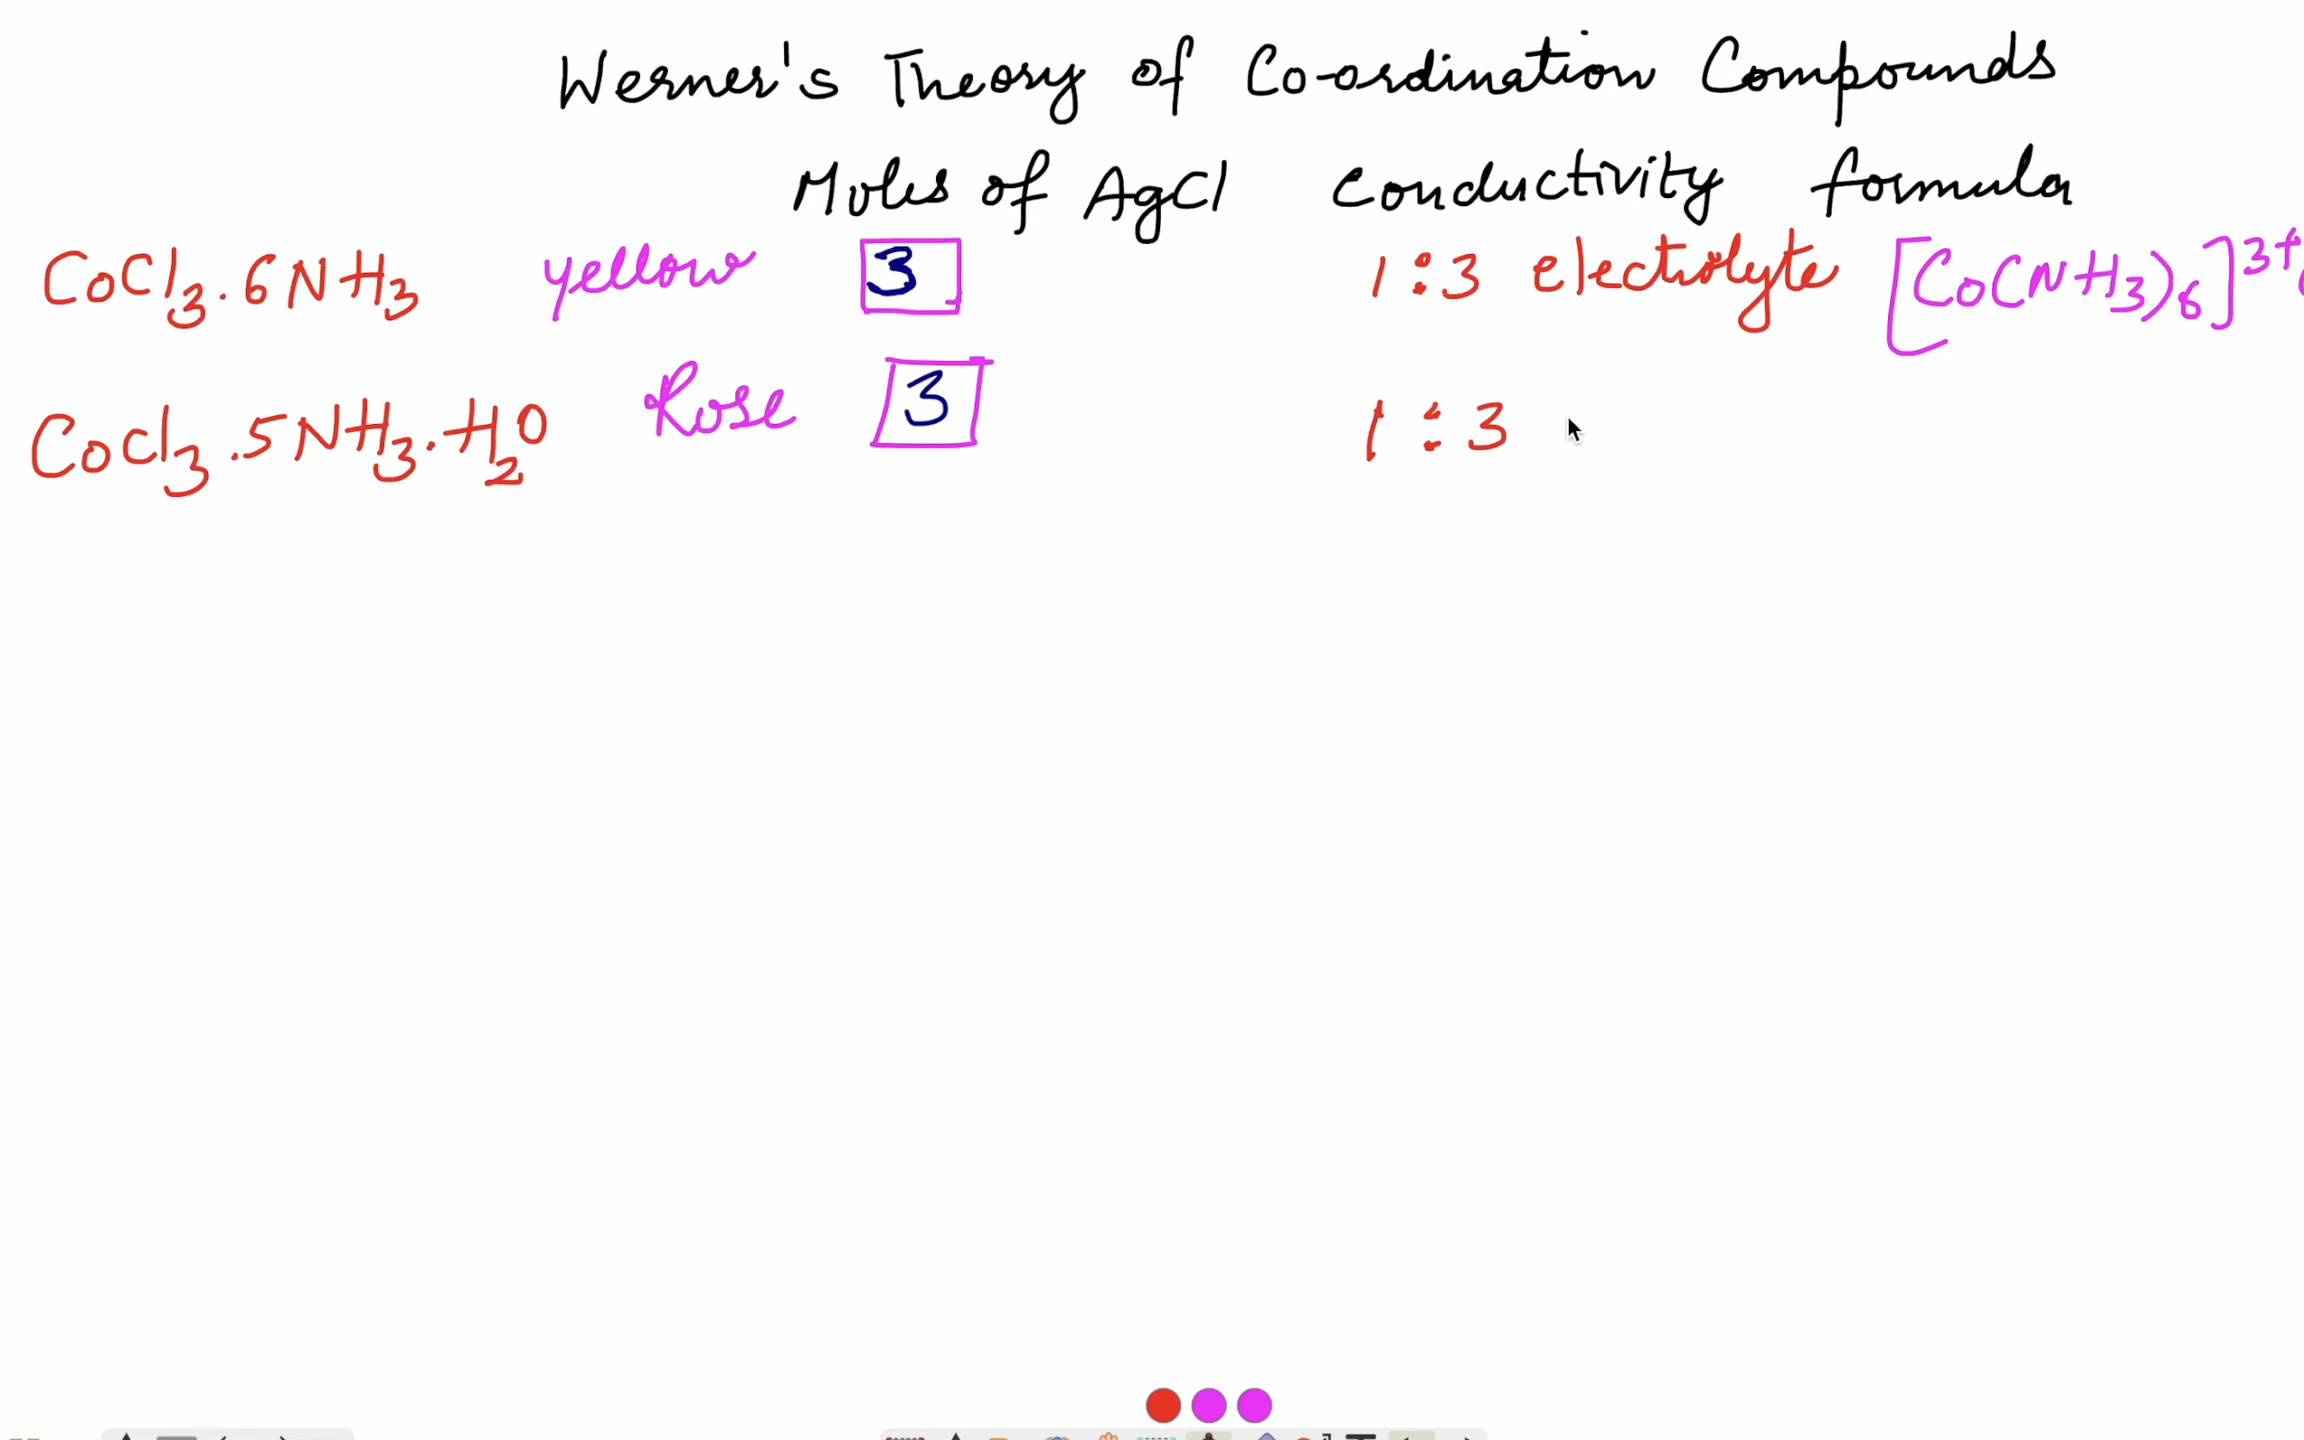 Werner's Theory of Co-ordination Compounds
Moles of AgCl Conductivity formula
CoCl₃.6NH₃ yellow 3 1:3 electrolyte [Co(NH₃)₆]³⁺
CoCl₃.5NH₃.H₂O Rose 3 1:3